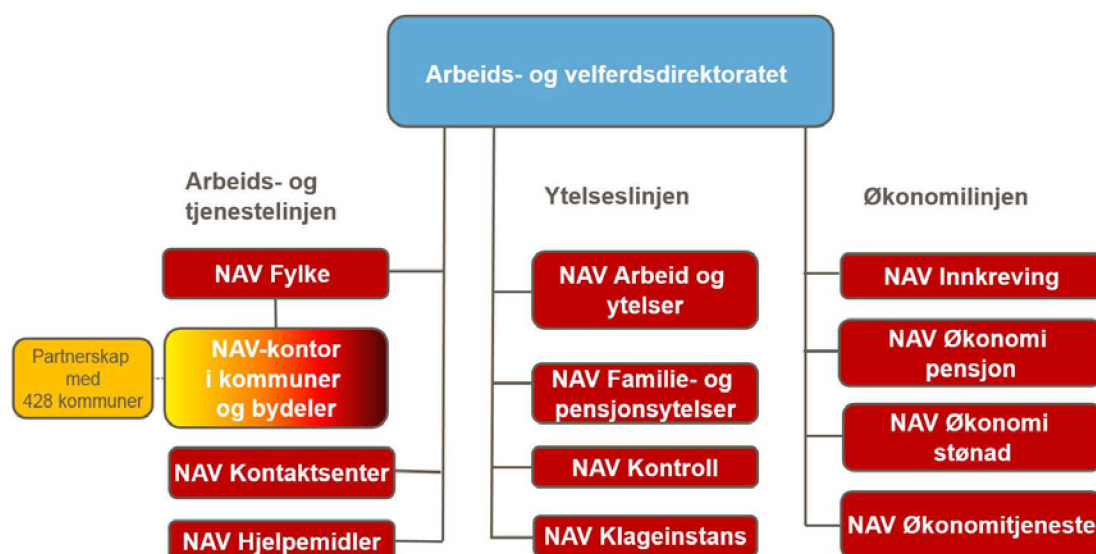 Arbeids- og velferdsdirektoratet
Arbeids- og
tjenestelinjen
NAV Fylke
NAV-kontor
i kommuner
og bydeler
Partnerskap
med
428 kommuner
NAV Kontaktsenter
NAV Hjelpemidler
Ytelseslinjen
NAV Arbeid og
ytelser
NAV Familie- og
pensjonsytelser
NAV Kontroll
NAV Klageinstans
Økonomilinjen
NAV Innkreving
NAV Økonomi
pensjon
NAV Økonomi
stønad
NAV Økonomitjeneste